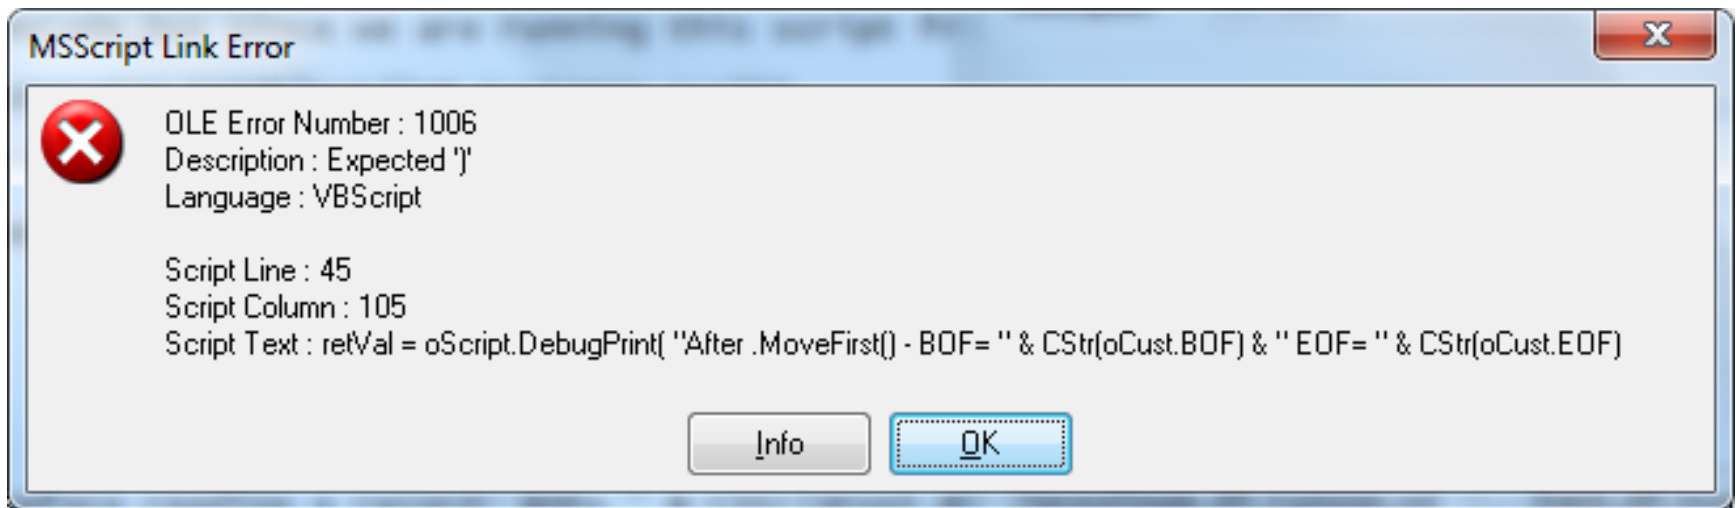 MSScript Link Error
OLE Error Number : 1006
Description : Expected ')'
Language : VBScript
Script Line : 45
Script Column : 105
Script Text : retVal = oScript.DebugPrint( "After .MoveFirst() - BOF= " & CStr(oCust.BOF) & " EOF= " & CStr(oCust.EOF)
Info
OK